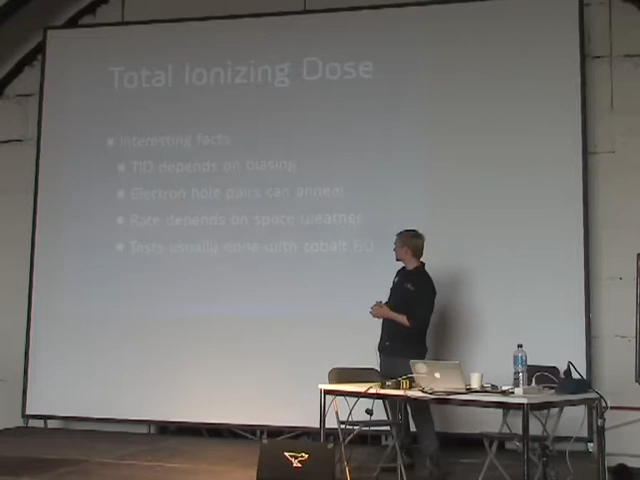 Total Ionizing Dose
Interesting facts
TID depends on biasing
Electron hole pairs can anneal
Rate depends on space weather
Tests usually done with cobalt 60